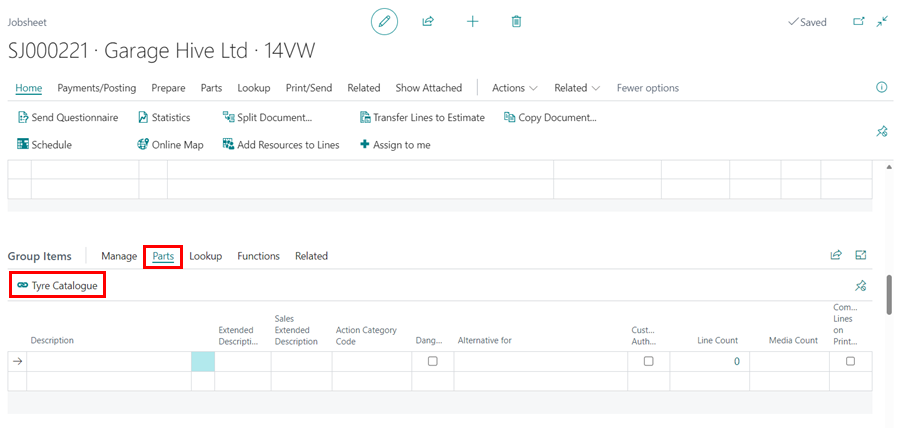 Jobsheet
Saved
SJ000221 · Garage Hive Ltd · 14VW
Home Payments/Posting Prepare Parts Lookup Print/Send Related Show Attached Actions Related Fewer options
Send Questionnaire Statistics Split Document... Transfer Lines to Estimate Copy Document...
Schedule Online Map Add Resources to Lines Assign to me
Group Items Manage Parts Lookup Functions Related
Tyre Catalogue
Com...
Sales Lines
Extended Extended Action Category Cust... on
Description Descripti... Description Code Dang... Alternative for Auth... Line Count Media Count Print...
0